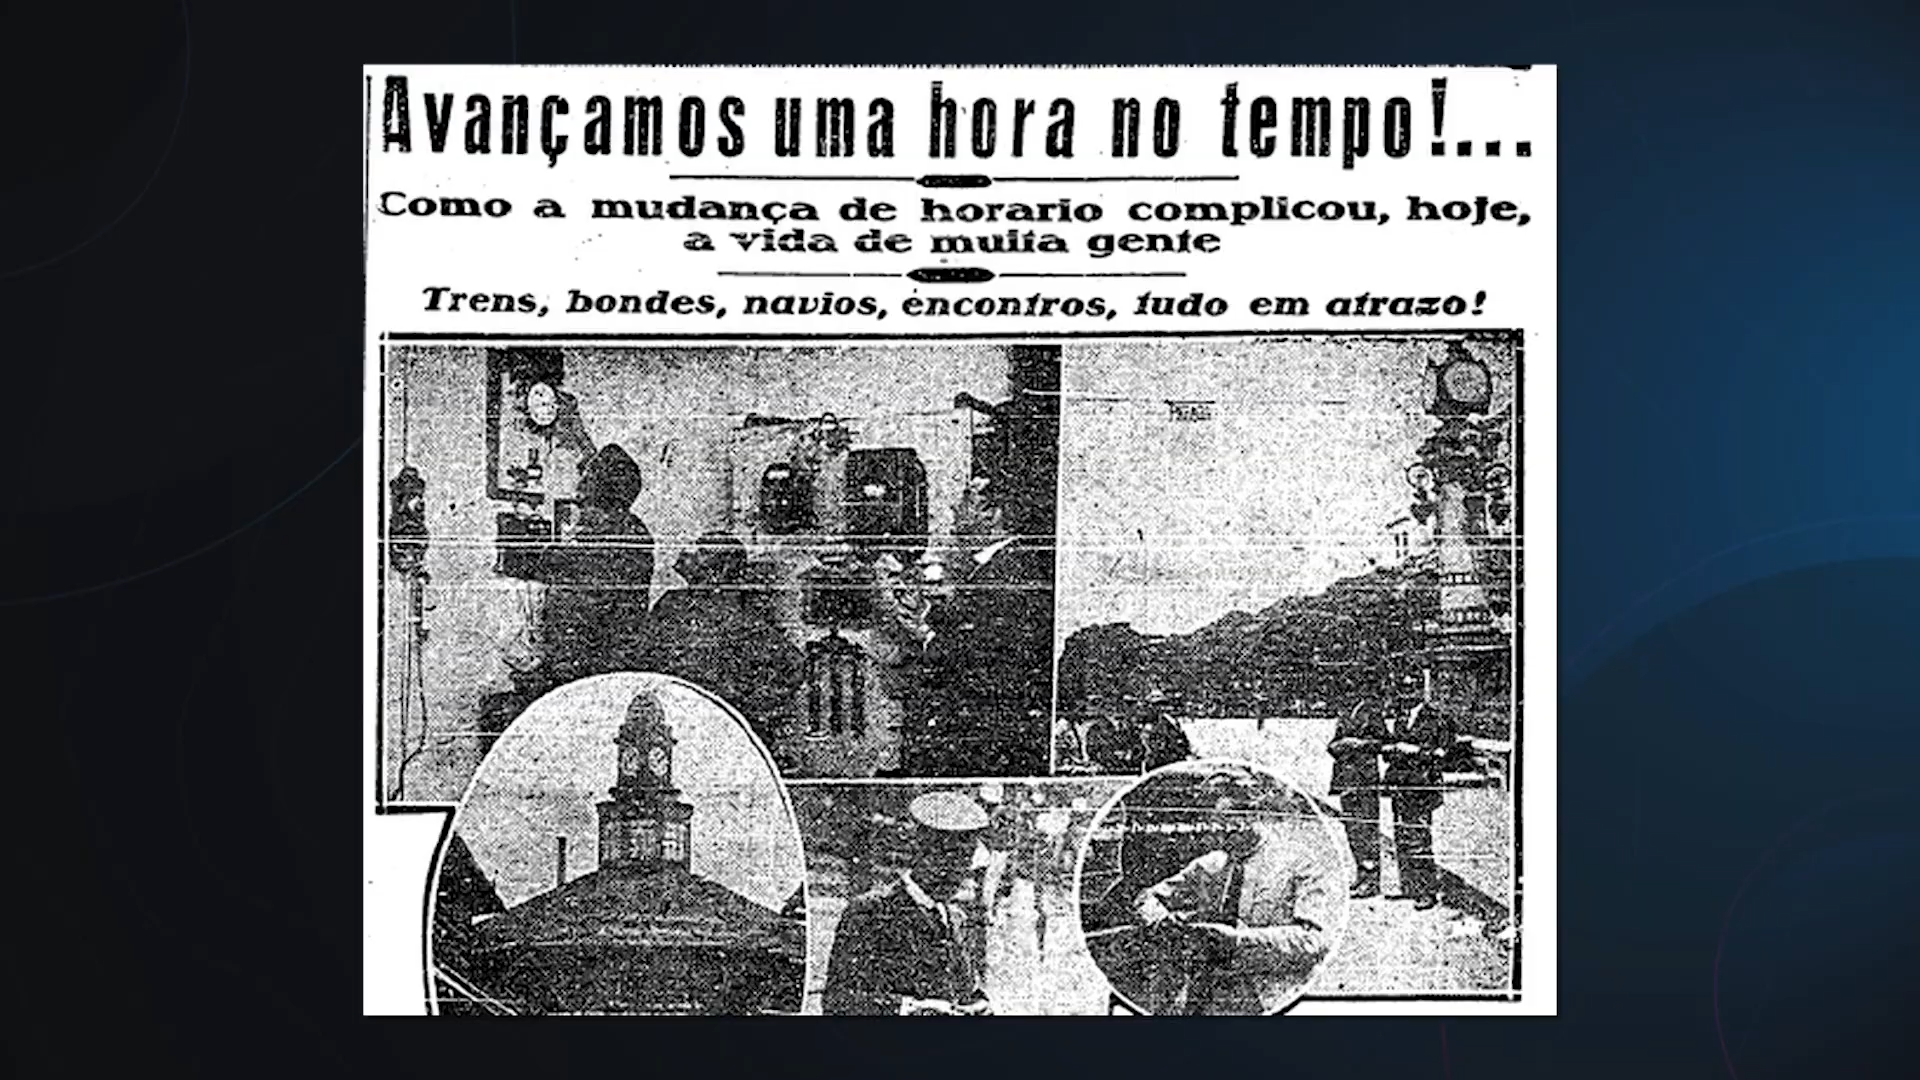 Avançamos uma hora no tempo!...
Como a mudança de horario complicou, hoje,
a vida de muita gente
Trens, bondes, navios, encontros, tudo em atrazo!